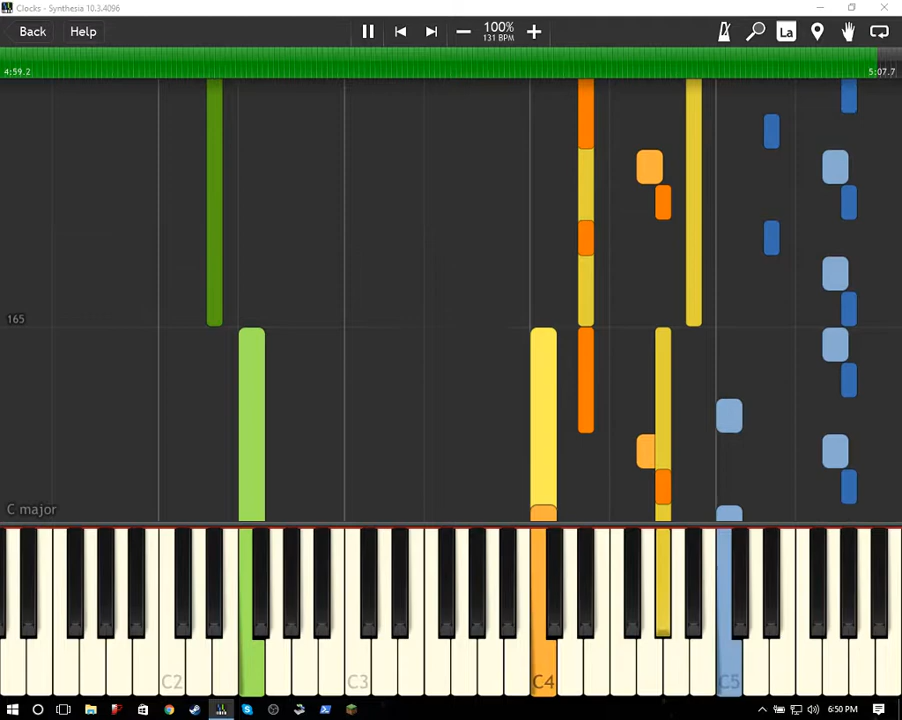 Clocks - Synthesia 10.3.4096
Back Help 100% La
131 BPM
4:59.2 5:07.7
165
C major
C2 C3 C4 C5
6:50 PM